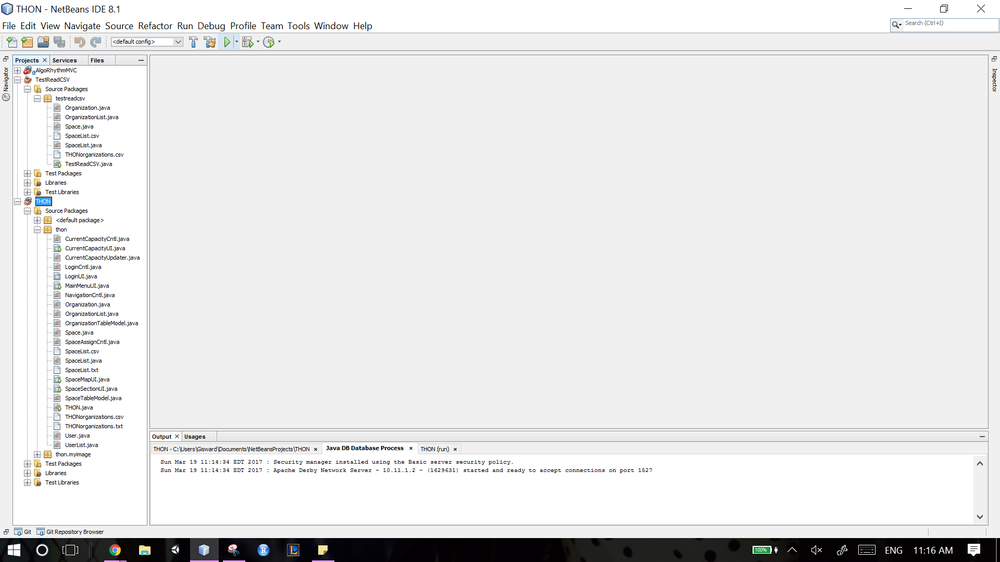 THON - NetBeans IDE 8.1
File Edit View Navigate Source Refactor Run Debug Profile Team Tools Window Help
Search (Ctrl+I)
<default config>
Projects Services Files
Navigator
Inspector
AlgoRhythmMVC
TestReadCSV
Source Packages
testreadcsv
Organization.java
OrganizationList.java
Space.java
SpaceList.csv
SpaceList.java
THONorganizations.csv
TestReadCSV.java
Test Packages
Libraries
Test Libraries
THON
Source Packages
<default package>
thon
CurrentCapacityCntl.java
CurrentCapacityUI.java
CurrentCapacityUpdater.java
LoginCntl.java
LoginUI.java
MainMenuUI.java
NavigationCntl.java
Organization.java
OrganizationList.java
OrganizationTableModel.java
Space.java
SpaceAssignCntl.java
SpaceList.csv
SpaceList.java
SpaceList.txt
SpaceMapUI.java
SpaceSectionUI.java
SpaceTableModel.java
THON.java
THONorganizations.csv
THONorganizations.txt
User.java
UserList.java
thon.myimage
Test Packages
Libraries
Test Libraries
Output Usages
THON - C:\Users\Gisward\Documents\NetBeansProjects\THON Java DB Database Process THON (run)
Sun Mar 19 11:14:34 EDT 2017 : Security manager installed using the Basic server security policy.
Sun Mar 19 11:14:34 EDT 2017 : Apache Derby Network Server - 10.11.1.2 - (1629631) started and ready to accept connections on port 1527
Git Git Repository Browser
R L 100% ENG 11:16 AM